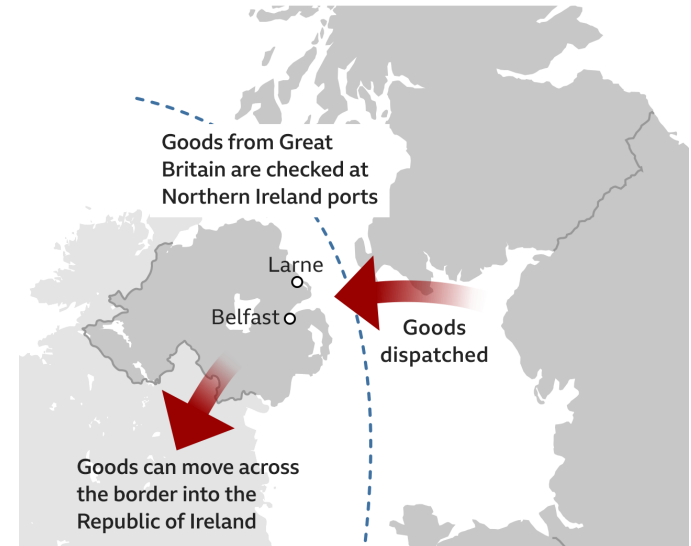 Goods from Great
Britain are checked at
Northern Ireland ports
Larne
Belfast
Goods
dispatched
Goods can move across
the border into the
Republic of Ireland